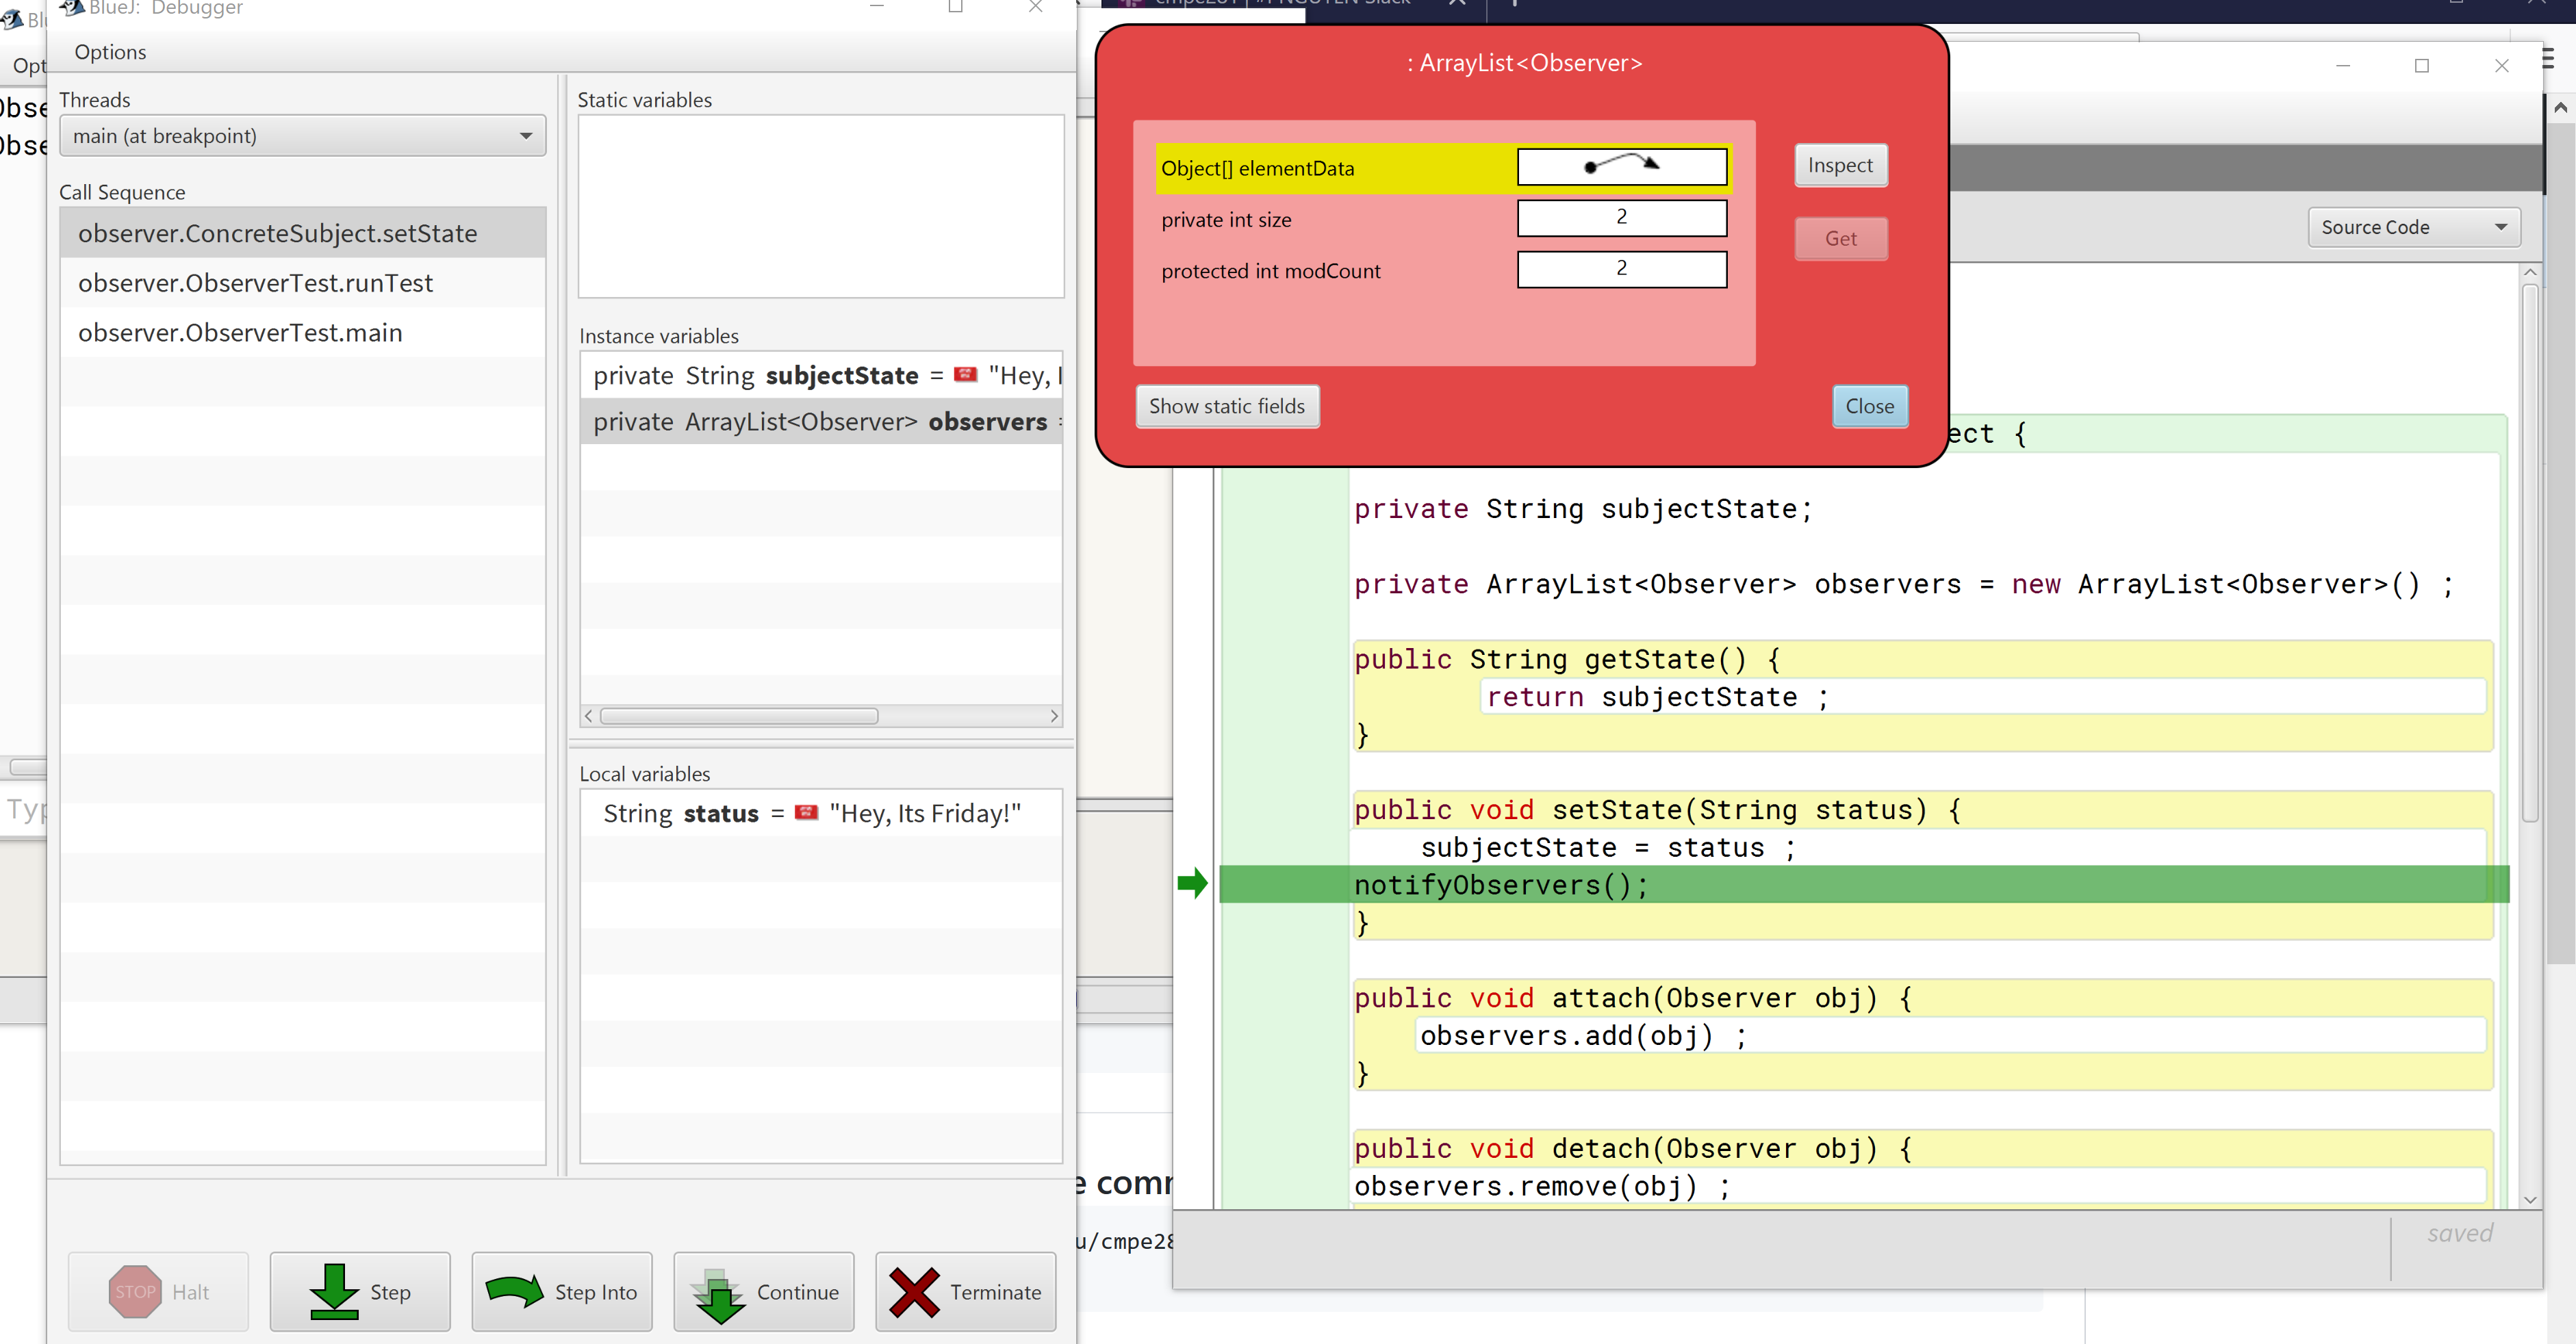 BlueJ: Debugger
Options
Threads
main (at breakpoint)
Call Sequence
observer.ConcreteSubject.setState
observer.ObserverTest.runTest
observer.ObserverTest.main
Static variables
Instance variables
private String subjectState = "Hey, I
private ArrayList<Observer> observers =
Local variables
String status = "Hey, Its Friday!"
STOP Halt
Step
Step Into
Continue
Terminate
Opt
Obse
Obse
Typ
: ArrayList<Observer>
Object[] elementData
private int size 2
protected int modCount 2
Inspect
Get
Show static fields
Close
Source Code
ect {
private String subjectState;
private ArrayList<Observer> observers = new ArrayList<Observer>() ;
public String getState() {
return subjectState ;
}
public void setState(String status) {
subjectState = status ;
notifyObservers();
}
public void attach(Observer obj) {
observers.add(obj) ;
}
public void detach(Observer obj) {
observers.remove(obj) ;
saved
e comm
u/cmpe28